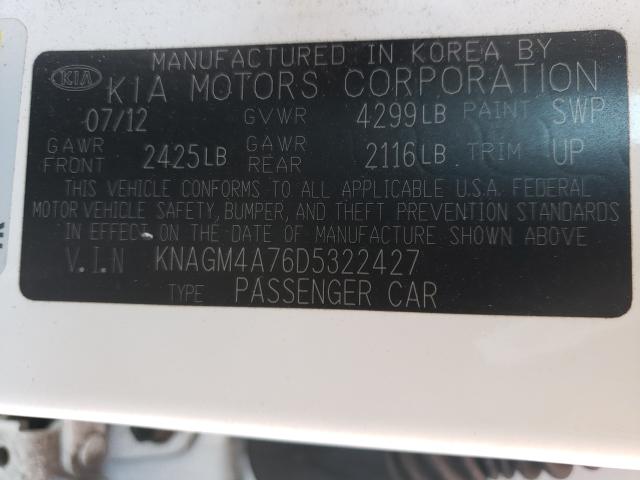 MANUFACTURED IN KOREA BY
KIA KIA MOTORS CORPORATION
07/12 GVWR 4299LB PAINT SWP
GAWR FRONT 2425LB GAWR REAR 2116LB TRIM UP
THIS VEHICLE CONFORMS TO ALL APPLICABLE U.S.A. FEDERAL
MOTOR VEHICLE SAFETY, BUMPER, AND THEFT PREVENTION STANDARDS
IN EFFECT ON THE DATE OF MANUFACTURE SHOWN ABOVE.
V.I.N KNAGM4A76D5322427
TYPE PASSENGER CAR